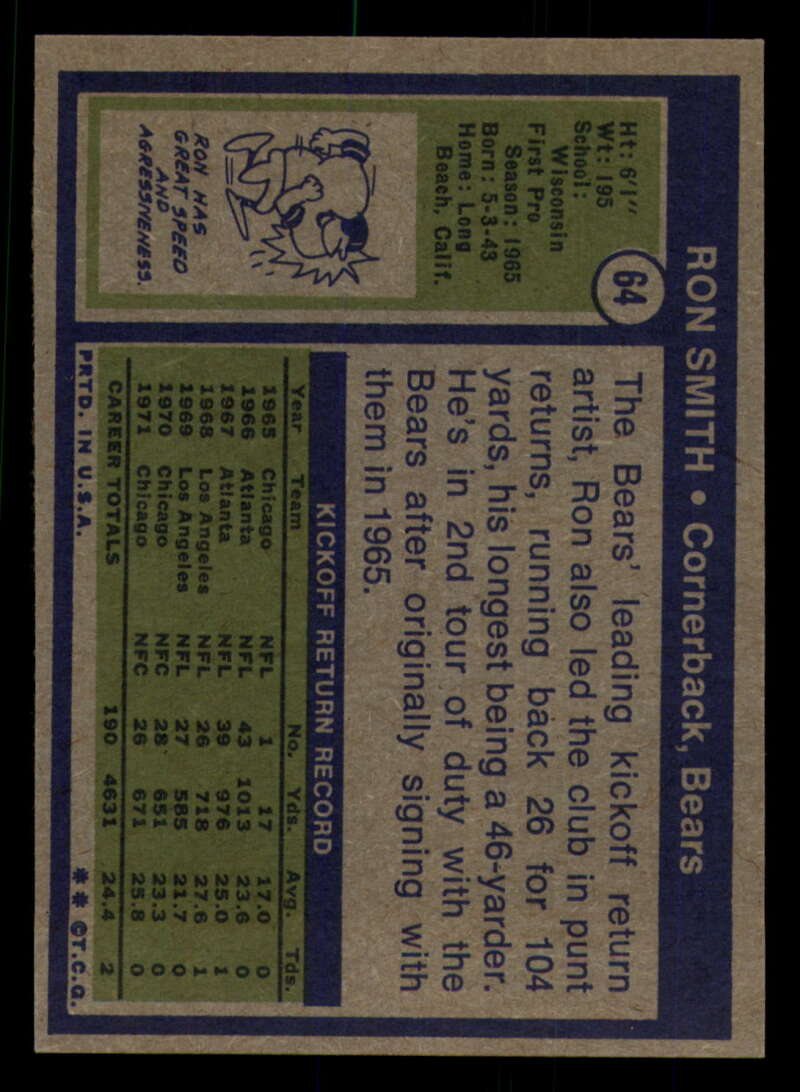 RON SMITH • Cornerback, Bears
64
Ht: 6'1"
Wt: 195
School:
Wisconsin
First Pro
Season: 1965
Born: 5-3-43
Home: Long
Beach, Calif.
RON HAS
GREAT SPEED
AND
AGRESSIVENESS.
The Bears' leading kickoff return
artist, Ron also led the club in punt
returns, running back 26 for 104
yards, his longest being a 46-yarder.
He's in 2nd tour of duty with the
Bears after originally signing with
them in 1965.
KICKOFF RETURN RECORD
Year Team No. Yds. Avg. Tds.
1965 Chicago NFL 1 17 17.0 0
1966 Atlanta NFL 43 1013 23.6 0
1967 Atlanta NFL 39 976 25.0 1
1968 Los Angeles NFL 26 718 27.6 1
1969 Los Angeles NFL 27 585 21.7 0
1970 Chicago NFC 28 651 23.3 0
1971 Chicago NFC 26 671 25.8 0
CAREER TOTALS 190 4631 24.4 2
PRTD. IN U.S.A. ** ©T.C.G.